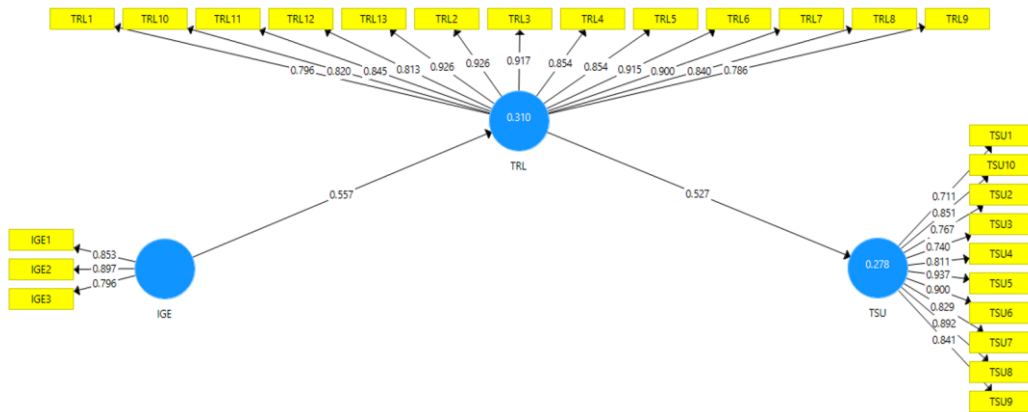 TRL1 TRL10 TRL11 TRL12 TRL13 TRL2 TRL3 TRL4 TRL5 TRL6 TRL7 TRL8 TRL9
0.796 0.820 0.845 0.813 0.926 0.926 0.917 0.854 0.854 0.915 0.900 0.840 0.786
0.310
TRL
0.557
0.527
IGE1
IGE2
IGE3
0.853
0.897
0.796
IGE
0.278
TSU
0.711
0.851
0.767
0.740
0.811
0.937
0.900
0.829
0.892
0.841
TSU1
TSU10
TSU2
TSU3
TSU4
TSU5
TSU6
TSU7
TSU8
TSU9